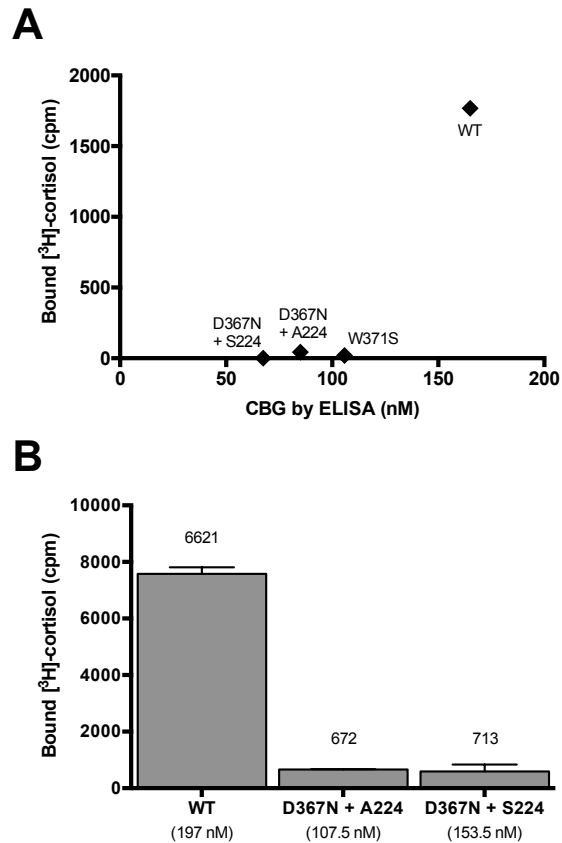 A
2000
1500
1000
500
0
Bound [³H]-cortisol (cpm)
WT
D367N
+ S224
D367N
+ A224
W371S
0
50
100
150
200
CBG by ELISA (nM)
B
10000
8000
6000
4000
2000
0
Bound [³H]-cortisol (cpm)
6621
672
713
WT
(197 nM)
D367N + A224
(107.5 nM)
D367N + S224
(153.5 nM)